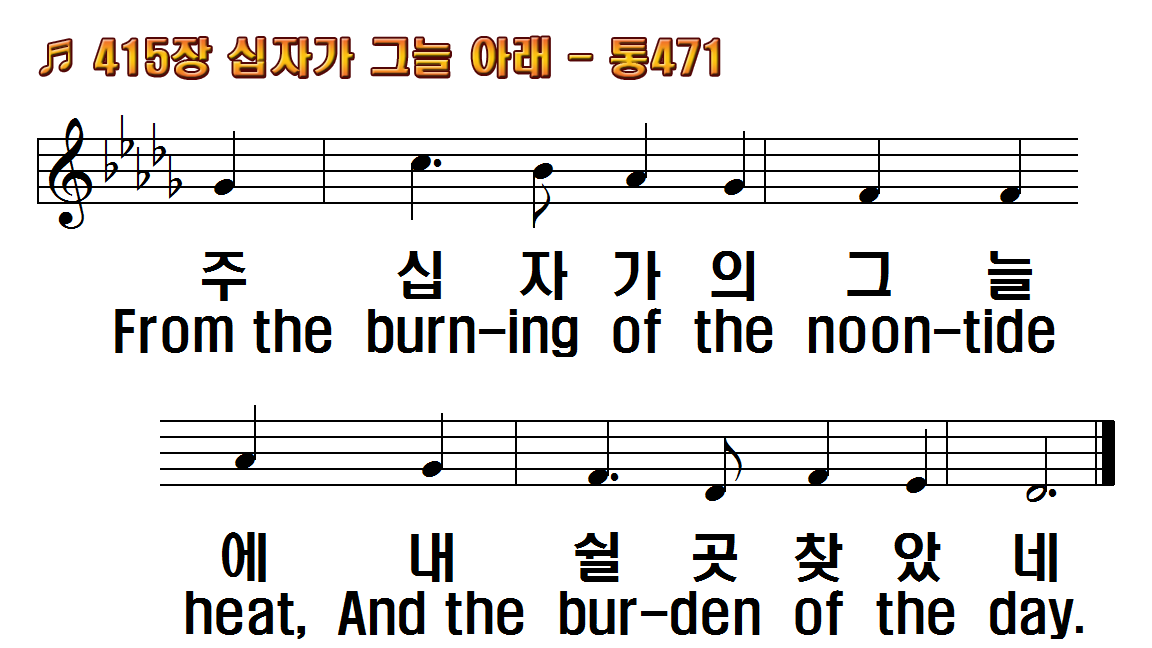 415장 십자가 그늘 아래 - 통471
주 십 자 가 의 그 늘
From the burn-ing of the noon-tide
에 내 쉴 곳 찾 았 네
heat, And the bur-den of the day.